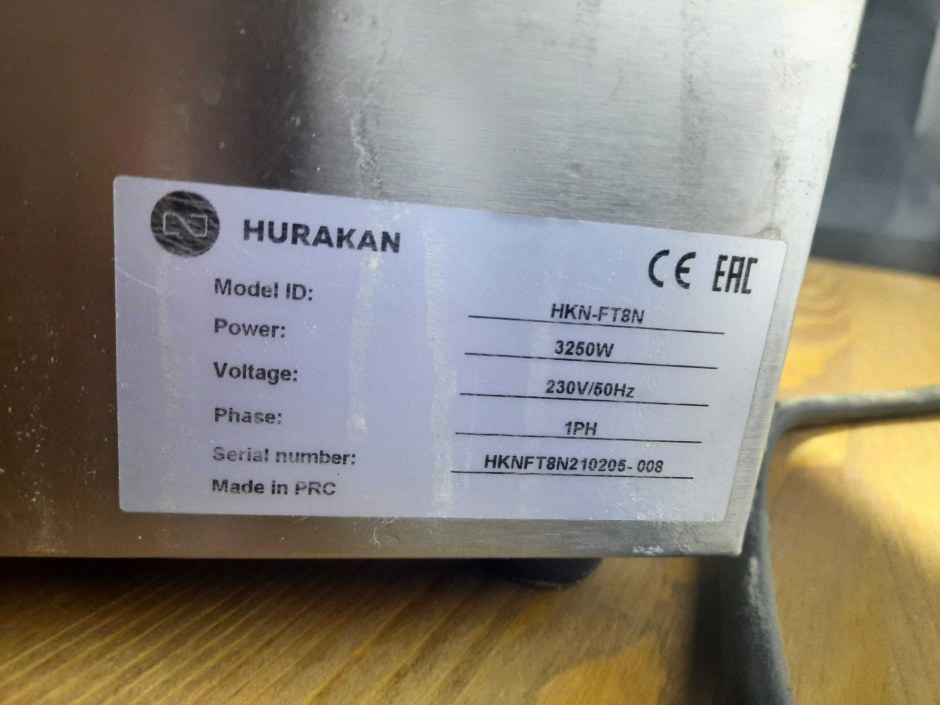 HURAKAN
CE EAC
Model ID: HKN-FT8N
Power: 3250W
Voltage: 230V/50Hz
Phase: 1PH
Serial number: HKNFT8N210205-008
Made in PRC